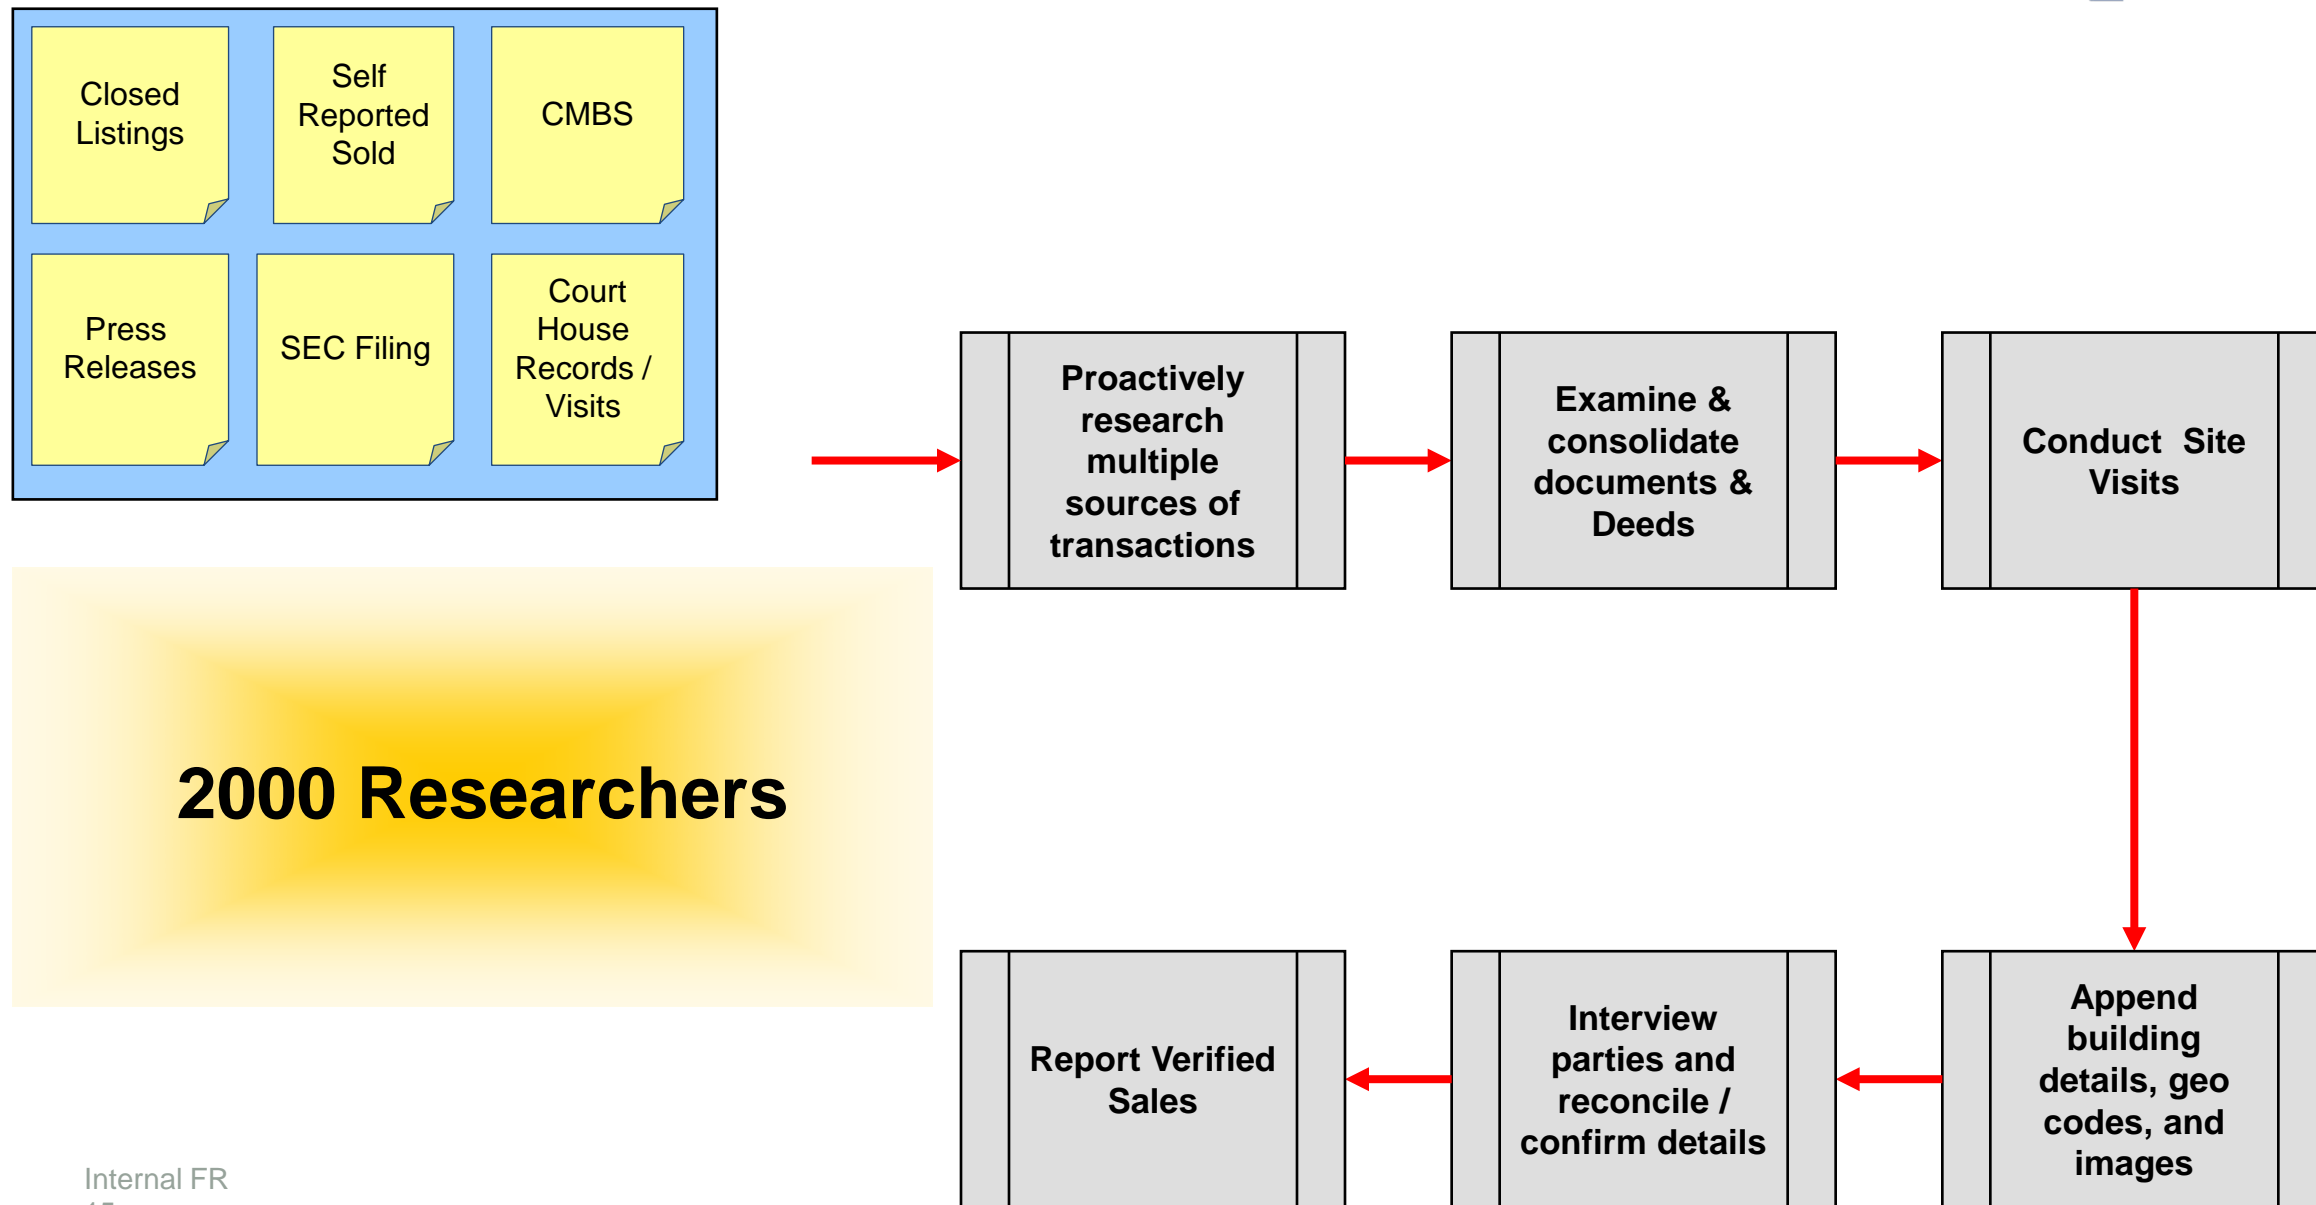 Closed
Listings
Self
Reported
Sold
CMBS
Press
Releases
SEC Filing
Court
House
Records /
Visits
Proactively
research
multiple
sources of
transactions
Examine &
consolidate
documents &
Deeds
Conduct Site
Visits
2000 Researchers
Report Verified
Sales
Interview
parties and
reconcile /
confirm details
Append
building
details, geo
codes, and
images
Internal FR